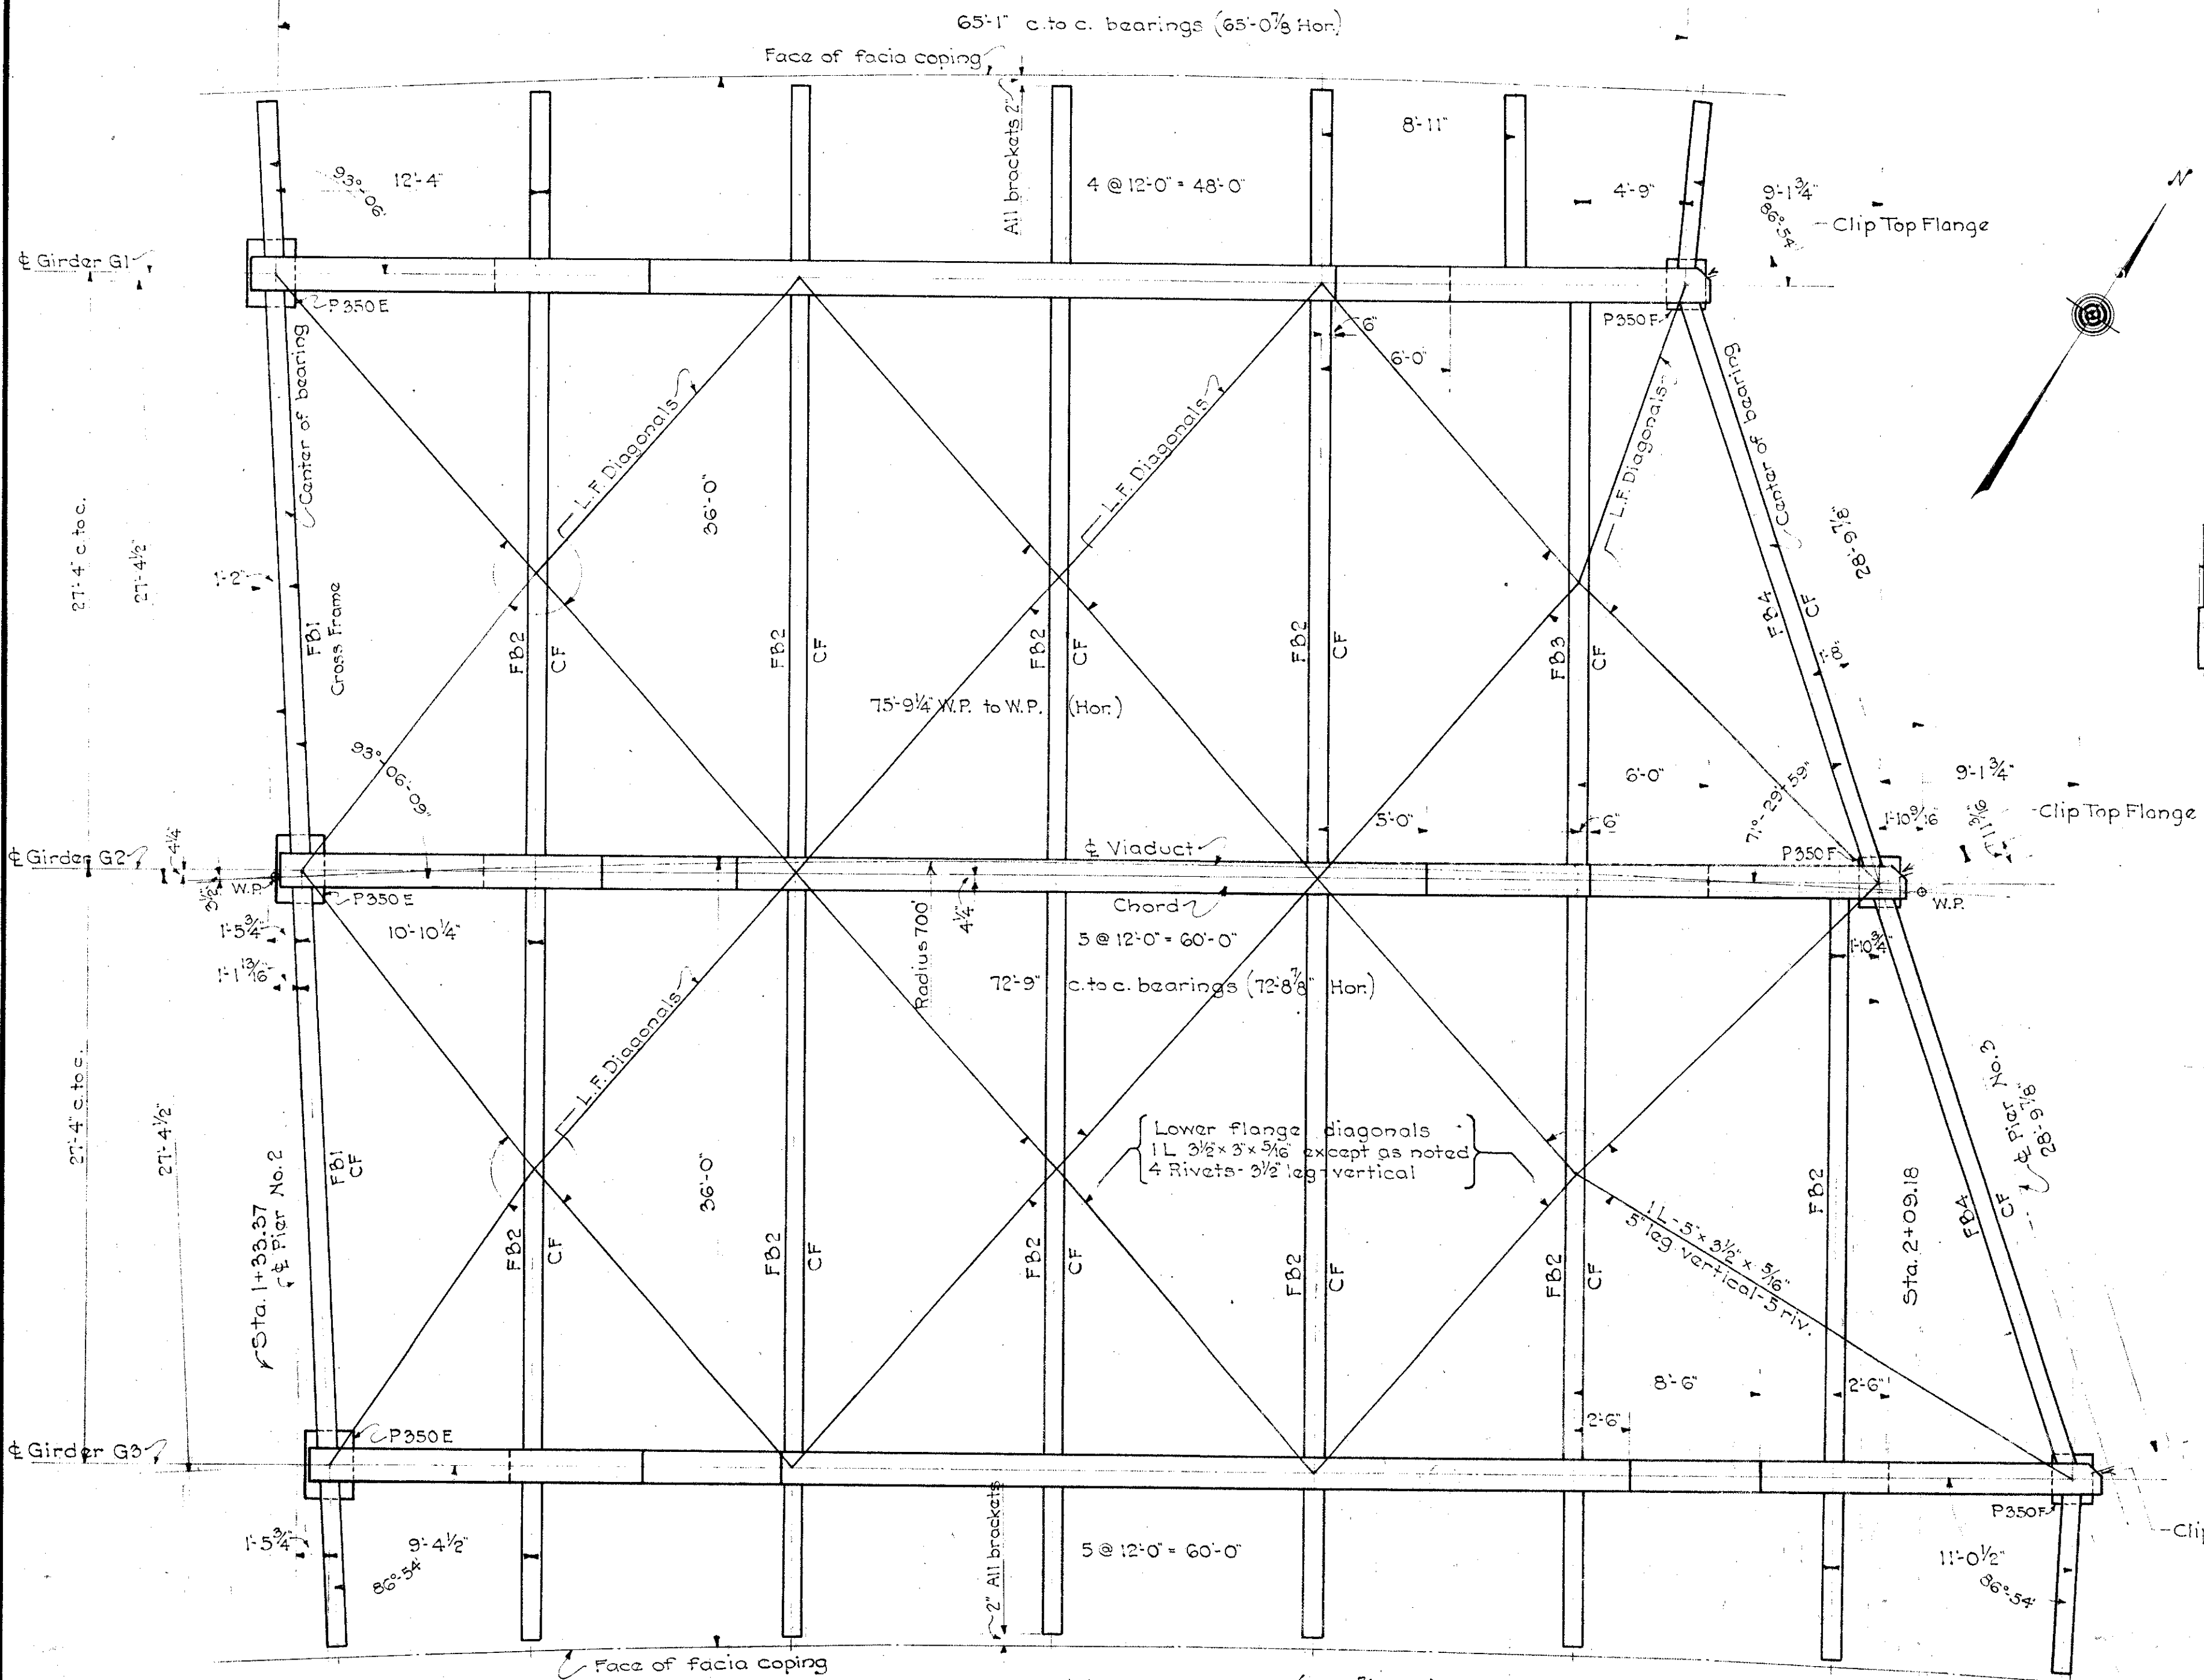 65'-1" c. to c. bearings (65'-0⅞ Hor.)
Face of facia coping
All brackets 2"
8'-11"
93°-06'
12'-4"
4 @ 12'-0" = 48'-0"
4'-9"
9'-1¾"
86°-54'
Clip Top Flange
N
℄ Girder G1
P350E
P350F
6"
6'-0"
Center of bearing
Center of bearing
27'-4" c. to c.
27'-4½"
L.F. Diagonals
L.F. Diagonals
L.F. Diagonals
36'-0"
28'-9⅞"
1'-2"
FB1
Cross Frame
FB2
CF
FB2
CF
FB2
CF
FB2
CF
FB3
CF
FB4
CF
1'-8"
75'-9¼" W.P. to W.P. (Hor.)
93°-06'-09"
6'-0"
71°-29'-59"
9'-1¾"
1'-10⁹⁄₁₆
Clip Top Flange
5'-0"
6"
℄ Viaduct
P350F
℄ Girder G2
4¼"
3½"
W.P.
P350E
Chord
W.P.
1'-5¾"
10'-10¼"
Radius 700'
4¼"
5 @ 12'-0" = 60'-0"
1'-10¾"
1'-1¹³⁄₁₆"
72'-9" c. to c. bearings (72'-8⅞" Hor.)
L.F. Diagonals
27'-4" c. to c.
27'-4½"
Sta. 1+33.37
℄ Pier No. 2
FB1
CF
36'-0"
Lower flange diagonals
1L 3½ x 3" x ⁵⁄₁₆" except as noted
4 Rivets - 3½" leg vertical
℄ Pier No. 3
28'-9⅞"
FB2
CF
FB2
CF
FB2
CF
FB2
CF
FB2
CF
FB2
FB4
CF
1L - 5" x 3½" x ⁵⁄₁₆"
5" leg vertical - 5 riv.
Sta. 2+09.18
8'-6"
2'-6"
2'-6"
℄ Girder G3
P350E
P350F
1'-5¾"
9'-4½"
86°-54'
2" All brackets
5 @ 12'-0" = 60'-0"
11'-0½"
86°-54'
Face of facia coping